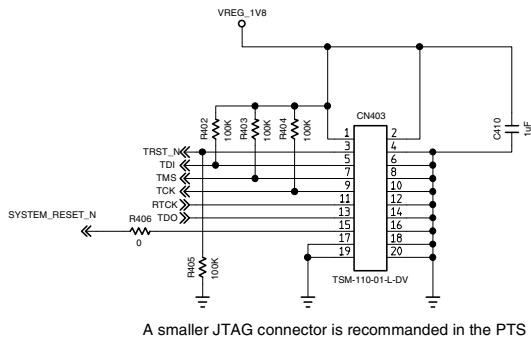 VREG_1V8
CN403
R402
100K
R403
100K
R404
100K
C410
1uF
1 2
TRST_N 3 4
TDI 5 6
TMS 7 8
TCK 9 10
RTCK 11 12
TDO 13 14
SYSTEM_RESET_N
R406
0
15 16
17 18
19 20
R405
100K
TSM-110-01-L-DV
A smaller JTAG connector is recommanded in the PTS